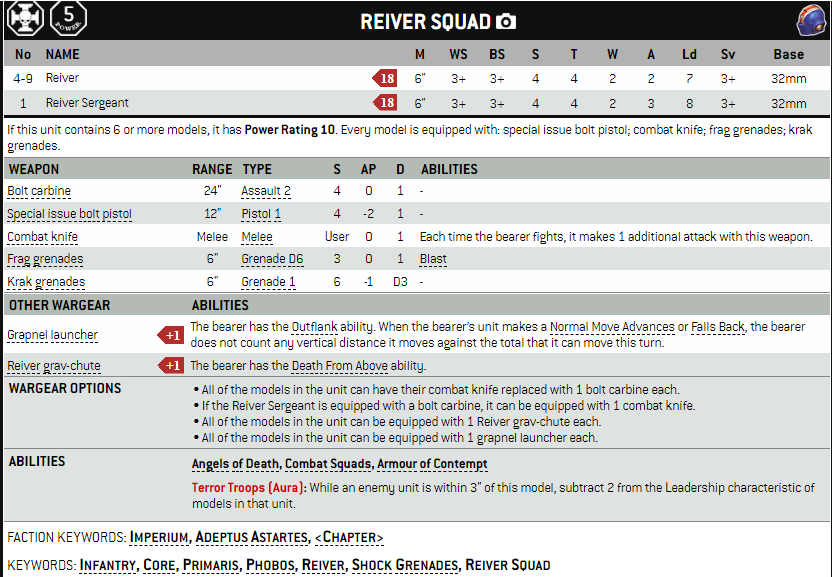 5
POWER
REIVER SQUAD
No NAME M WS BS S T W A Ld Sv Base
4-9 Reiver 18 6" 3+ 3+ 4 4 2 2 7 3+ 32mm
1 Reiver Sergeant 18 6" 3+ 3+ 4 4 2 3 8 3+ 32mm
If this unit contains 6 or more models, it has Power Rating 10. Every model is equipped with: special issue bolt pistol; combat knife; frag grenades; krak
grenades.
WEAPON RANGE TYPE S AP D ABILITIES
Bolt carbine 24" Assault 2 4 0 1 -
Special issue bolt pistol 12" Pistol 1 4 -2 1 -
Combat knife Melee Melee User 0 1 Each time the bearer fights, it makes 1 additional attack with this weapon.
Frag grenades 6" Grenade D6 3 0 1 Blast
Krak grenades 6" Grenade 1 6 -1 D3 -
OTHER WARGEAR ABILITIES
Grapnel launcher +1 The bearer has the Outflank ability. When the bearer's unit makes a Normal Move Advances or Falls Back, the bearer
does not count any vertical distance it moves against the total that it can move this turn.
Reiver grav-chute +1 The bearer has the Death From Above ability.
WARGEAR OPTIONS • All of the models in the unit can have their combat knife replaced with 1 bolt carbine each.
• If the Reiver Sergeant is equipped with a bolt carbine, it can be equipped with 1 combat knife.
• All of the models in the unit can be equipped with 1 Reiver grav-chute each.
• All of the models in the unit can be equipped with 1 grapnel launcher each.
ABILITIES Angels of Death, Combat Squads, Armour of Contempt
Terror Troops (Aura): While an enemy unit is within 3" of this model, subtract 2 from the Leadership characteristic of
models in that unit.
FACTION KEYWORDS: IMPERIUM, ADEPTUS ASTARTES, <CHAPTER>
KEYWORDS: INFANTRY, CORE, PRIMARIS, PHOBOS, REIVER, SHOCK GRENADES, REIVER SQUAD